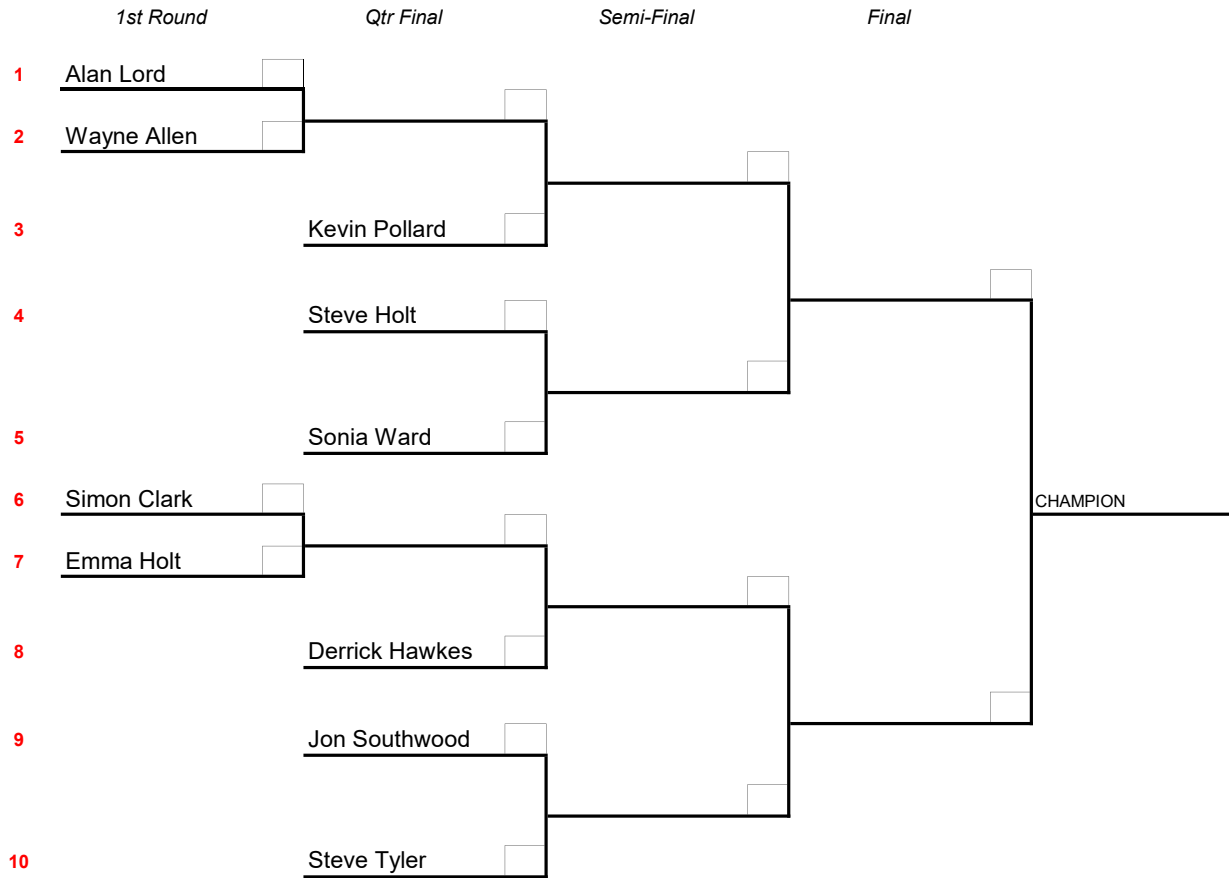 1st Round Qtr Final Semi-Final Final
1 Alan Lord
2 Wayne Allen
3 Kevin Pollard
4 Steve Holt
5 Sonia Ward
6 Simon Clark
CHAMPION
7 Emma Holt
8 Derrick Hawkes
9 Jon Southwood
10 Steve Tyler